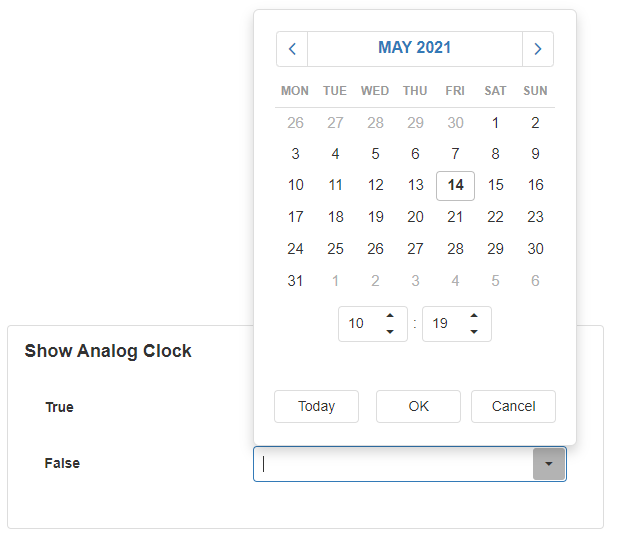 MAY 2021
MON TUE WED THU FRI SAT SUN
26 27 28 29 30 1 2
3 4 5 6 7 8 9
10 11 12 13 14 15 16
17 18 19 20 21 22 23
24 25 26 27 28 29 30
31 1 2 3 4 5 6
10 : 19
Show Analog Clock
Today OK Cancel
True
False